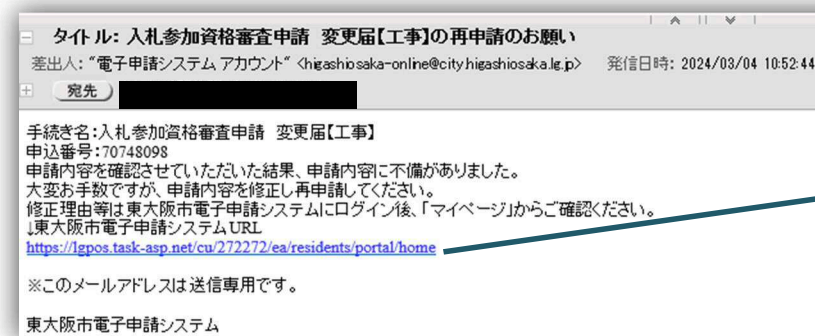 タイトル: 入札参加資格審査申請 変更届【工事】の再申請のお願い
差出人: "電子申請システム アカウント" <higashiosaka-online@city.higashiosaka.lg.jp> 発信日時: 2024/03/04 10:52:44
宛先
手続き名:入札参加資格審査申請 変更届【工事】
申込番号:70748098
申請内容を確認させていただいた結果、申請内容に不備がありました。
大変お手数ですが、申請内容を修正し再申請してください。
修正理由等は東大阪市電子申請システムにログイン後、「マイページ」からご確認ください。
↓東大阪市電子申請システムURL
https://lgpos.task-asp.net/cu/272272/ea/residents/portal/home
※このメールアドレスは送信専用です。
東大阪市電子申請システム